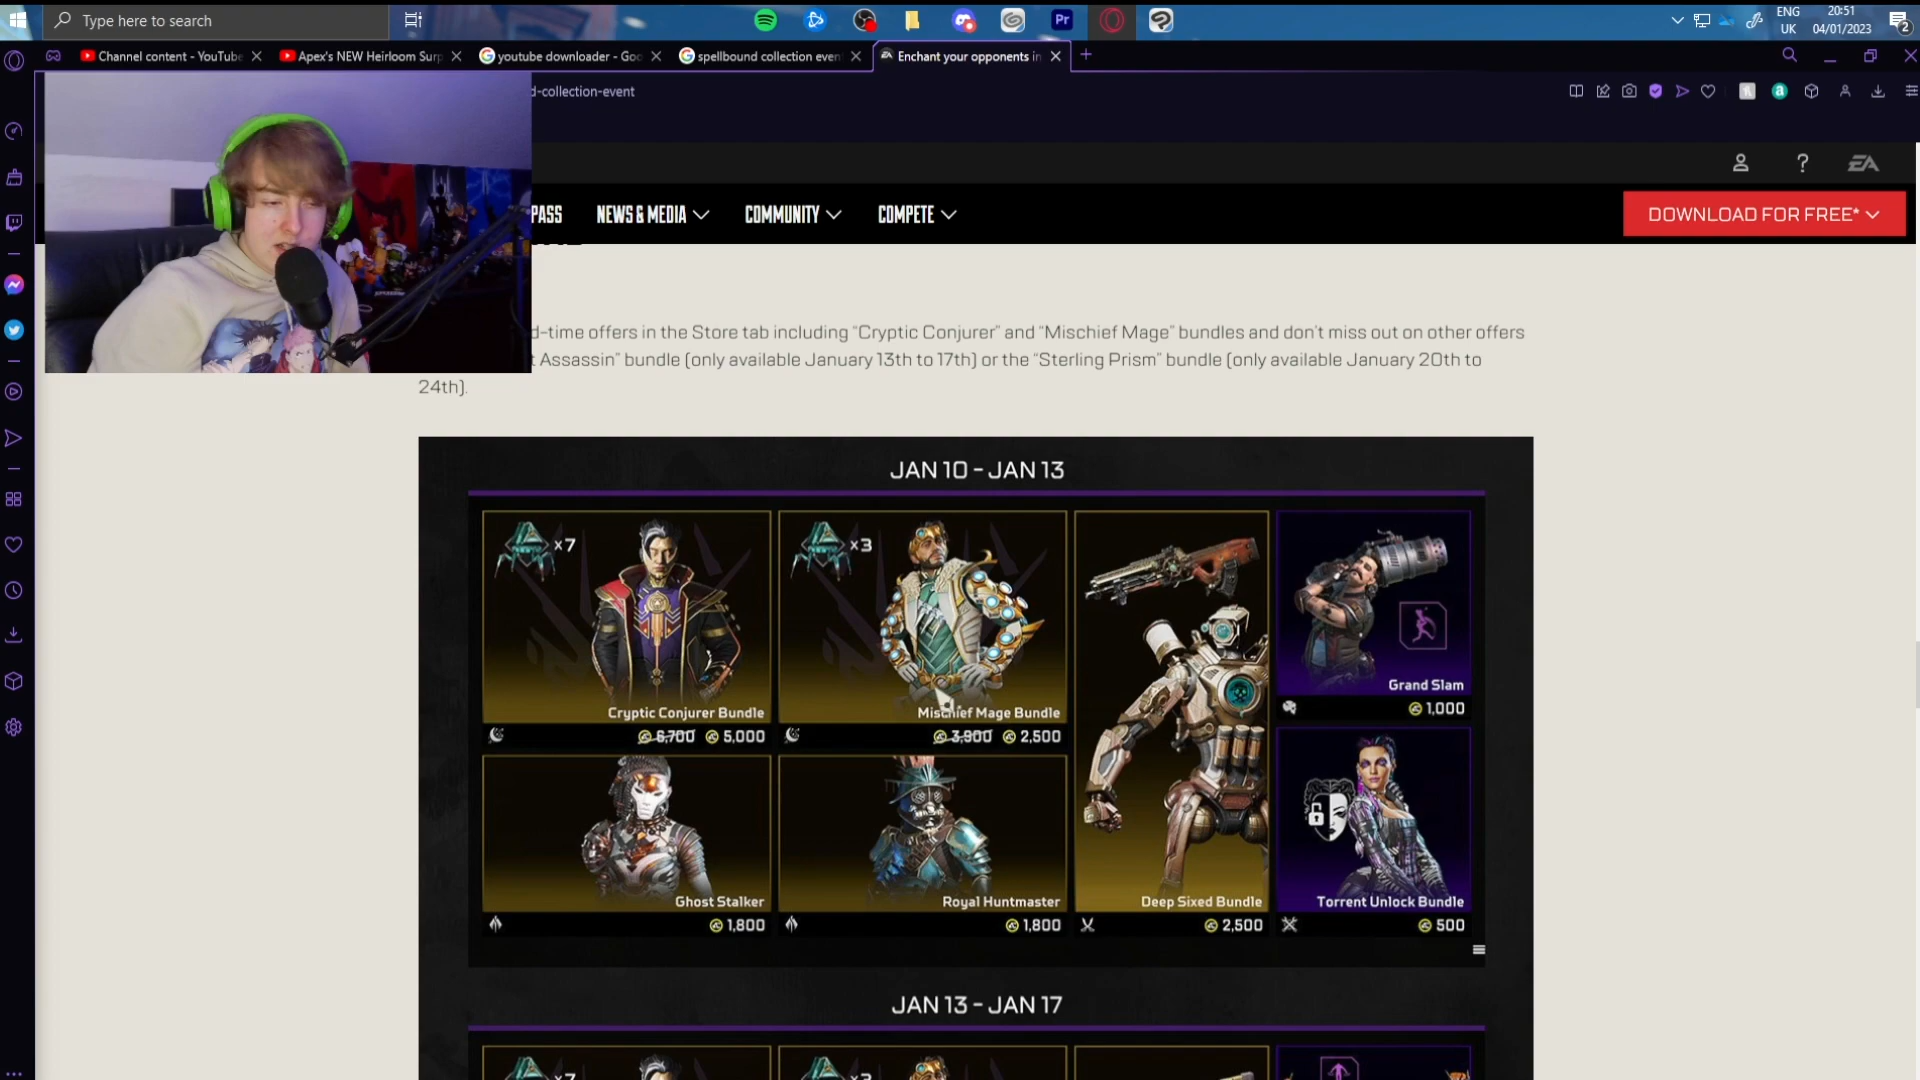 Type here to search
Pr
ENG
UK
20:51
04/01/2023
2
Channel content - YouTube
Apex's NEW Heirloom Surp
youtube downloader - Goo
spellbound collection even
Enchant your opponents in
d-collection-event
?
EA
PASS
NEWS & MEDIA
COMMUNITY
COMPETE
DOWNLOAD FOR FREE*
d-time offers in the Store tab including “Cryptic Conjurer” and “Mischief Mage” bundles and don't miss out on other offers
t Assassin” bundle (only available January 13th to 17th) or the “Sterling Prism” bundle (only available January 20th to
24th).
JAN 10 - JAN 13
x7
Cryptic Conjurer Bundle
6,700 5,000
x3
Mischief Mage Bundle
3,900 2,500
Grand Slam
1,000
Ghost Stalker
1,800
Royal Huntmaster
1,800
Deep Sixed Bundle
2,500
Torrent Unlock Bundle
500
JAN 13 - JAN 17
x7
x3